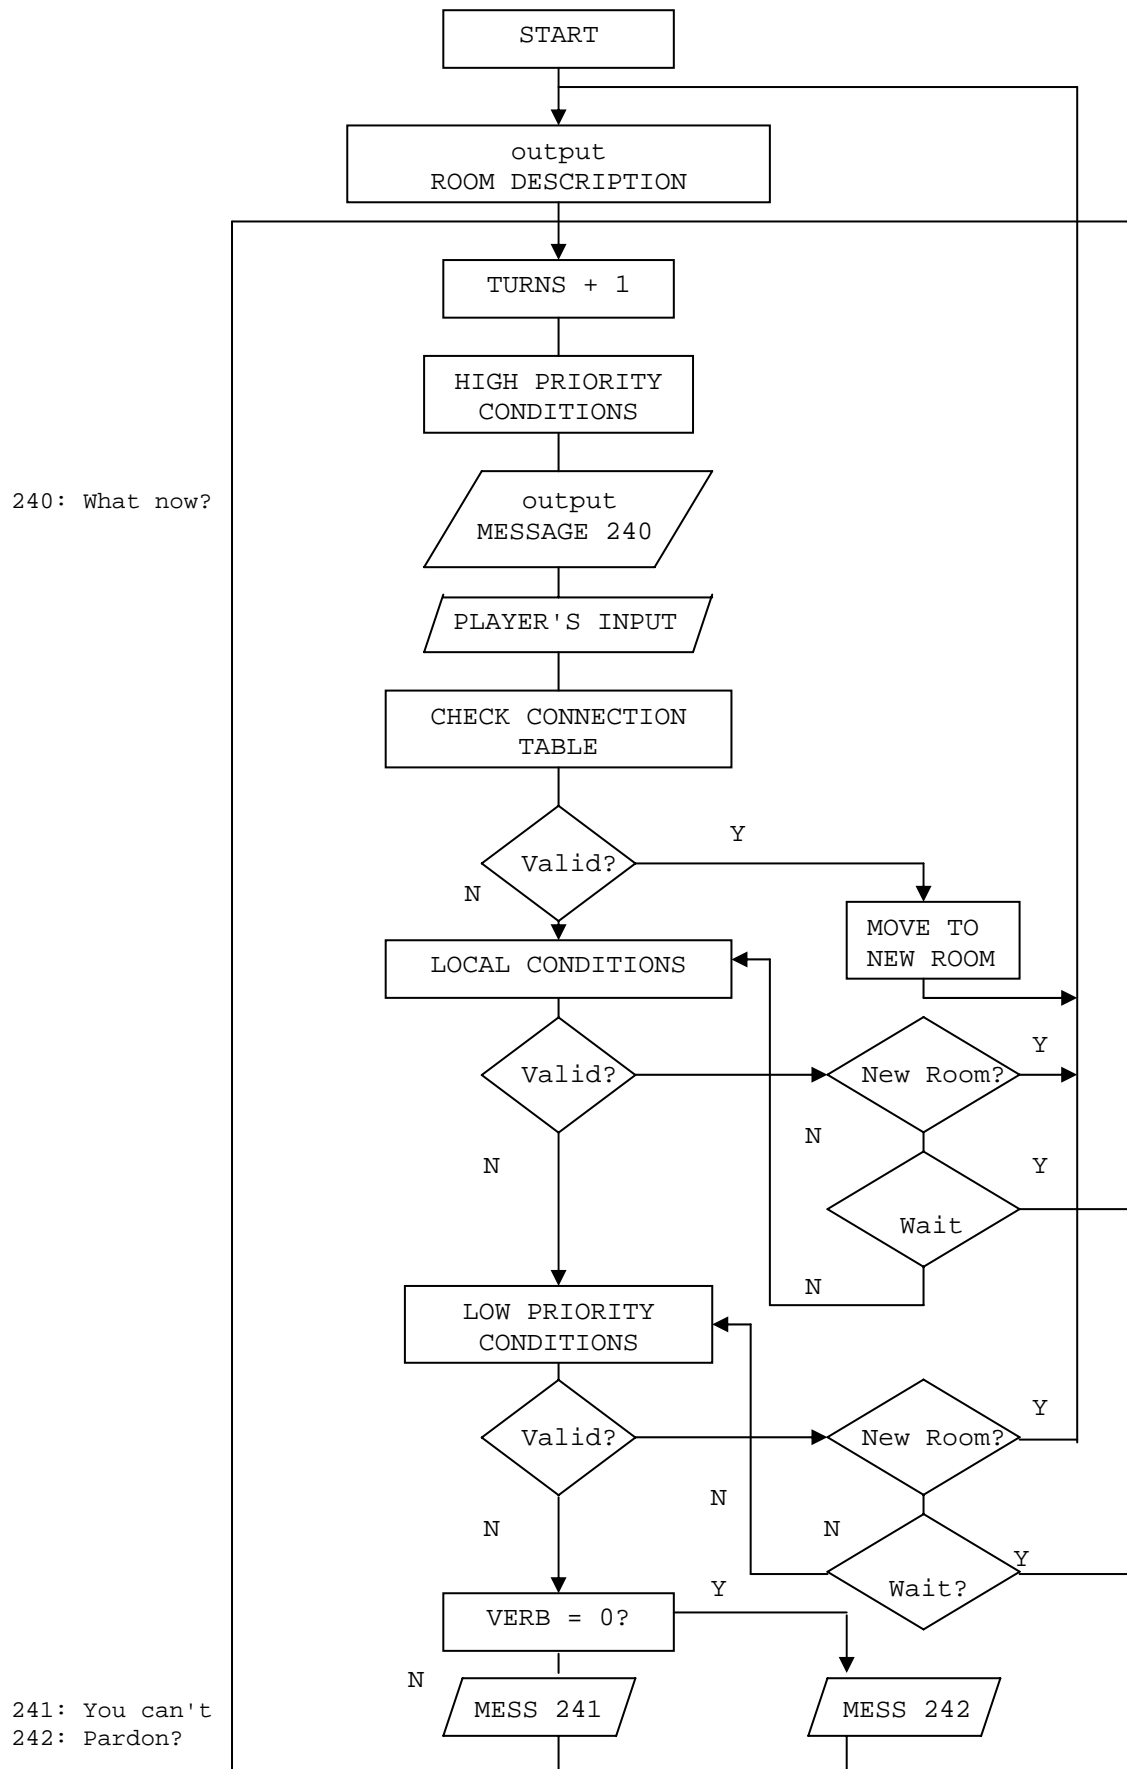 START
output
ROOM DESCRIPTION
TURNS + 1
HIGH PRIORITY
CONDITIONS
240: What now?
output
MESSAGE 240
PLAYER'S INPUT
CHECK CONNECTION
TABLE
Y
Valid?
N
MOVE TO
NEW ROOM
LOCAL CONDITIONS
Y
Valid?
New Room?
N
N
Y
Wait
N
LOW PRIORITY
CONDITIONS
Y
Valid?
New Room?
N
N
N
Y
Y
Wait?
VERB = 0?
N
MESS 241
MESS 242
241: You can't
242: Pardon?